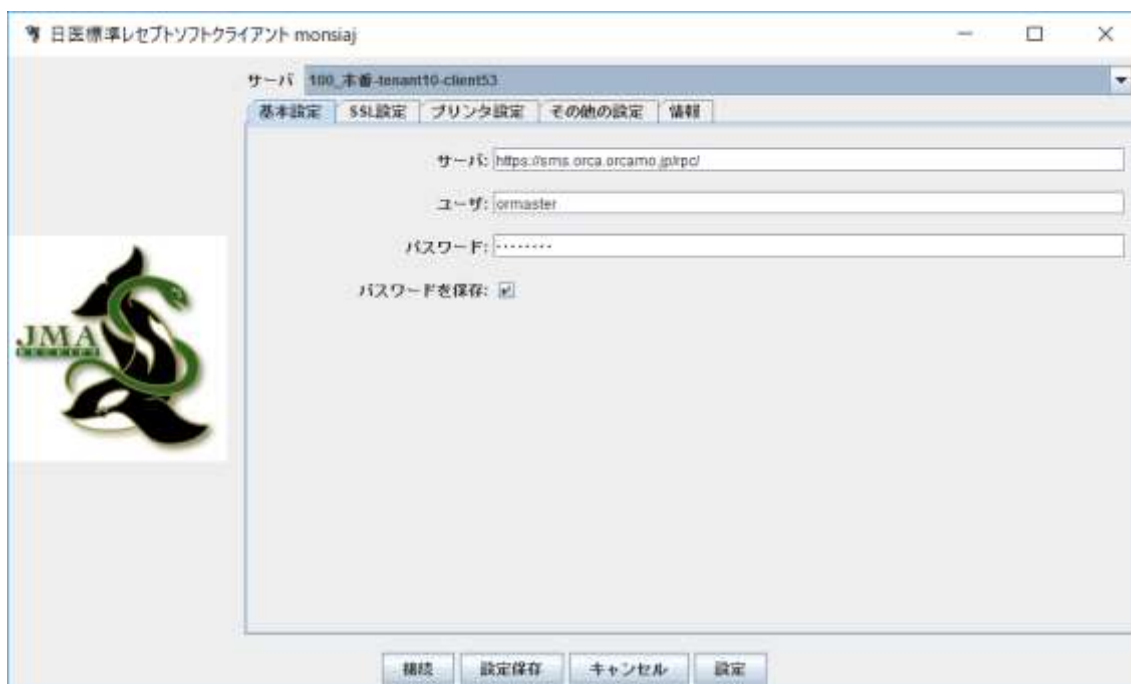 日医標準レセプトソフトクライアント monsiaj
サーバ 100_本番-tenant10-client53
基本設定 SSL設定 プリンタ設定 その他の設定 情報
サーバ: https://sms.orca.orcamo.jp/rpc/
ユーザ: ormaster
パスワード: ········
パスワードを保存:
JMA
RECEIPT
接続 設定保存 キャンセル 設定